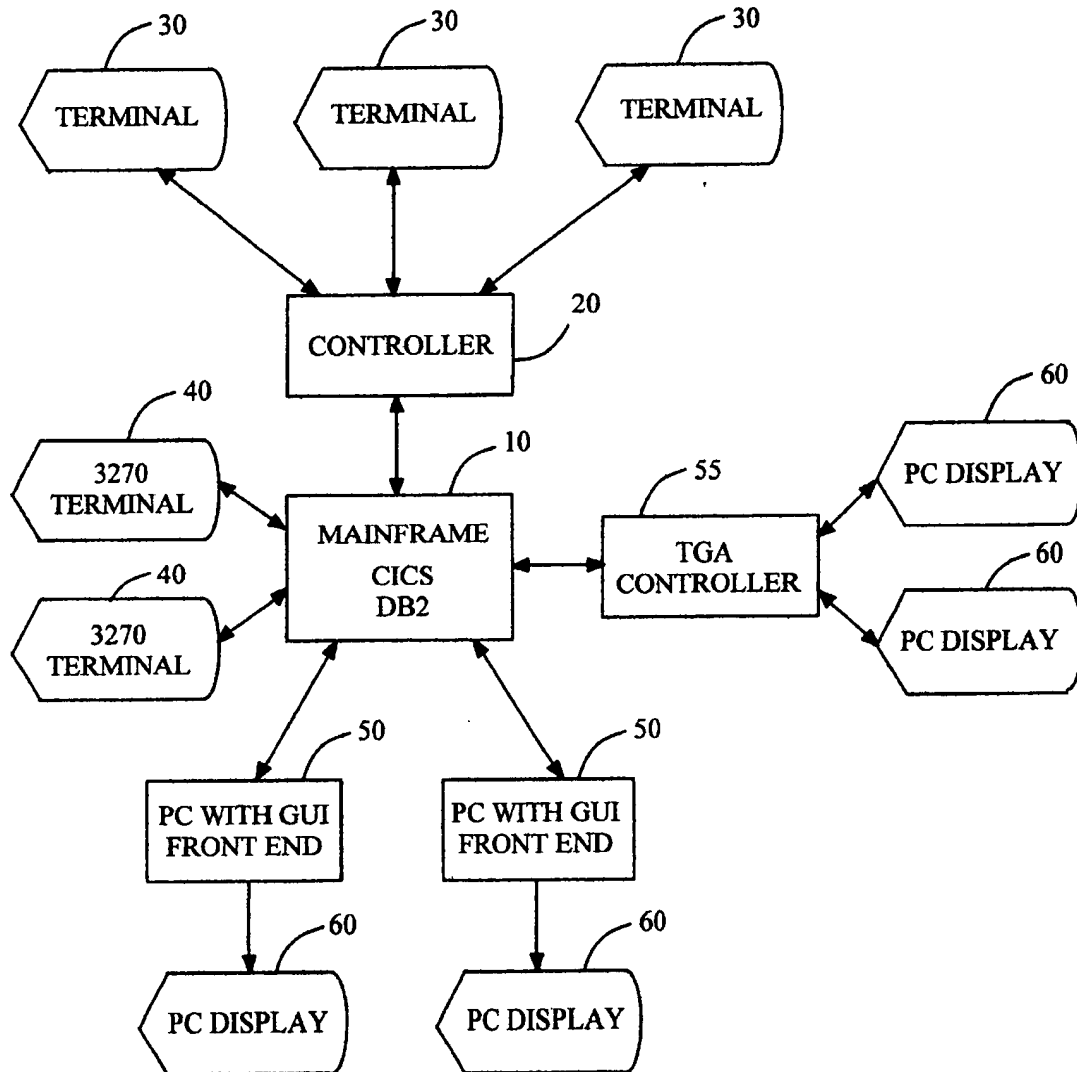 30
30
30
TERMINAL
TERMINAL
TERMINAL
20
CONTROLLER
40
10
60
3270
TERMINAL
55
PC DISPLAY
MAINFRAME
CICS
DB2
TGA
CONTROLLER
40
60
3270
TERMINAL
PC DISPLAY
50
50
PC WITH GUI
FRONT END
PC WITH GUI
FRONT END
60
60
PC DISPLAY
PC DISPLAY